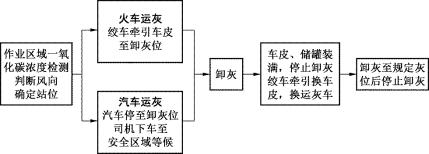 作业区域一氧
化碳浓度检测
判断风向
确定站位
火车运灰
绞车牵引车皮
至卸灰位
汽车运灰
汽车停至卸灰位
司机下车至
安全区域等候
卸灰
车皮、储罐装
满，停止卸灰
绞车牵引换车
皮，换运灰车
卸灰至规定灰
位后停止卸灰